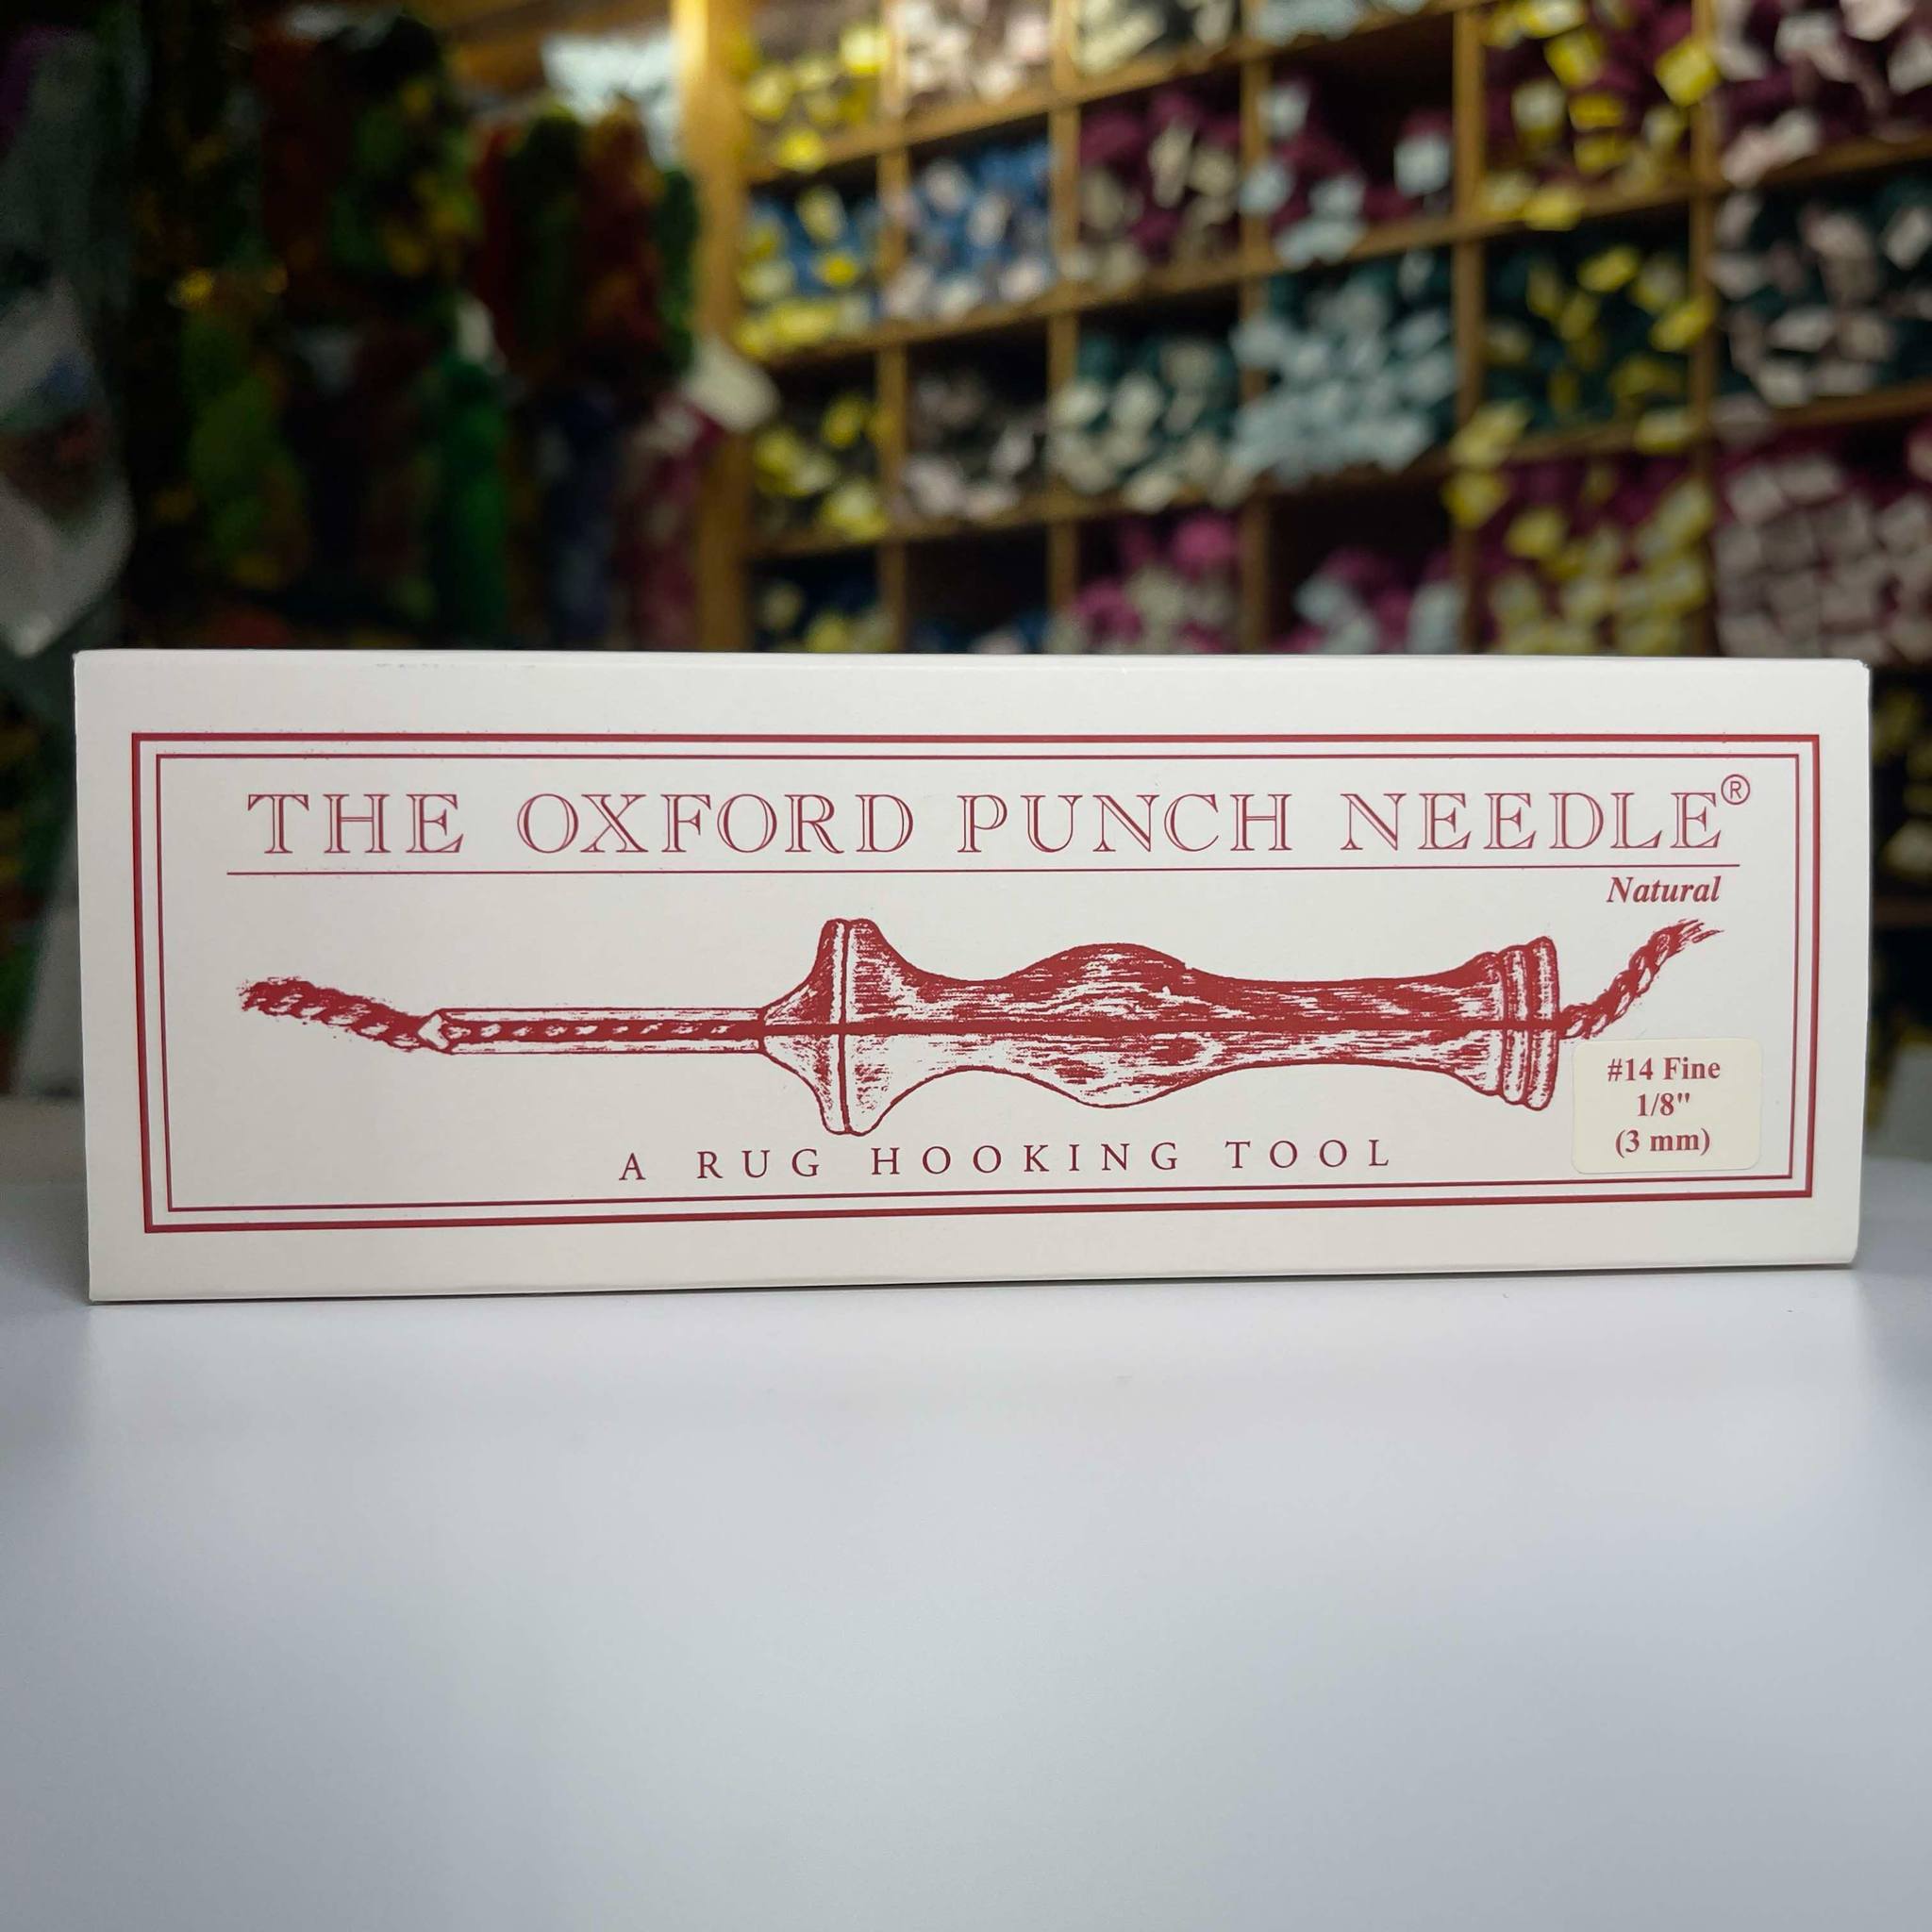 THE OXFORD PUNCH NEEDLE®
Natural
#14 Fine
1/8"
(3 mm)
A RUG HOOKING TOOL